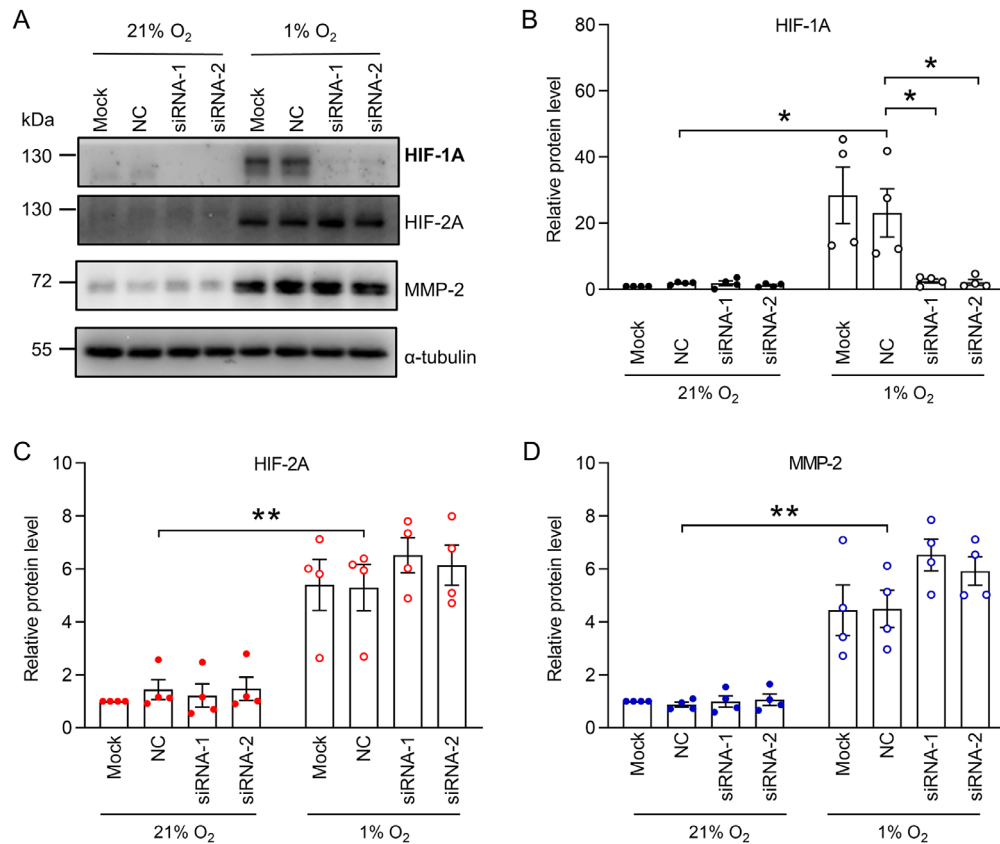 A
21% O2
1% O2
kDa
Mock
NC
siRNA-1
siRNA-2
Mock
NC
siRNA-1
siRNA-2
130
HIF-1A
130
HIF-2A
72
MMP-2
55
α-tubulin
B
HIF-1A
Relative protein level
80
60
40
20
0
*
*
*
Mock
NC
siRNA-1
siRNA-2
Mock
NC
siRNA-1
siRNA-2
21% O2
1% O2
C
HIF-2A
Relative protein level
10
8
6
4
2
0
**
Mock
NC
siRNA-1
siRNA-2
Mock
NC
siRNA-1
siRNA-2
21% O2
1% O2
D
MMP-2
Relative protein level
10
8
6
4
2
0
**
Mock
NC
siRNA-1
siRNA-2
Mock
NC
siRNA-1
siRNA-2
21% O2
1% O2